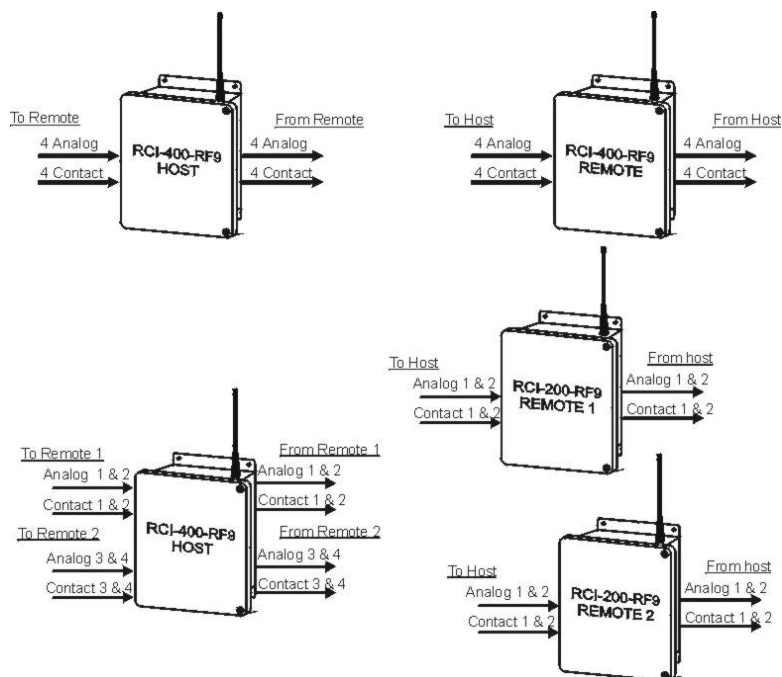 To Remote
4 Analog
4 Contact
RCI-400-RF9
HOST
From Remote
4 Analog
4 Contact
To Host
4 Analog
4 Contact
RCI-400-RF9
REMOTE
From Host
4 Analog
4 Contact
To Host
Analog 1 & 2
Contact 1 & 2
RCI-200-RF9
REMOTE 1
From host
Analog 1 & 2
Contact 1 & 2
To Remote 1
Analog 1 & 2
Contact 1 & 2
To Remote 2
Analog 3 & 4
Contact 3 & 4
RCI-400-RF9
HOST
From Remote 1
Analog 1 & 2
Contact 1 & 2
From Remote 2
Analog 3 & 4
Contact 3 & 4
To Host
Analog 1 & 2
Contact 1 & 2
RCI-200-RF9
REMOTE 2
From host
Analog 1 & 2
Contact 1 & 2